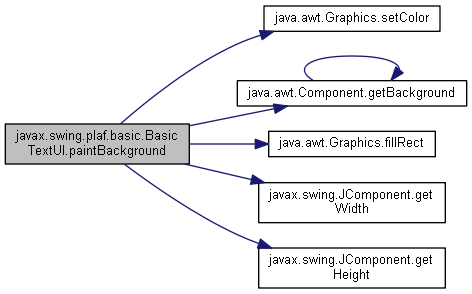 java.awt.Graphics.setColor
java.awt.Component.getBackground
javax.swing.plaf.basic.Basic
TextUI.paintBackground
java.awt.Graphics.fillRect
javax.swing.JComponent.get
Width
javax.swing.JComponent.get
Height